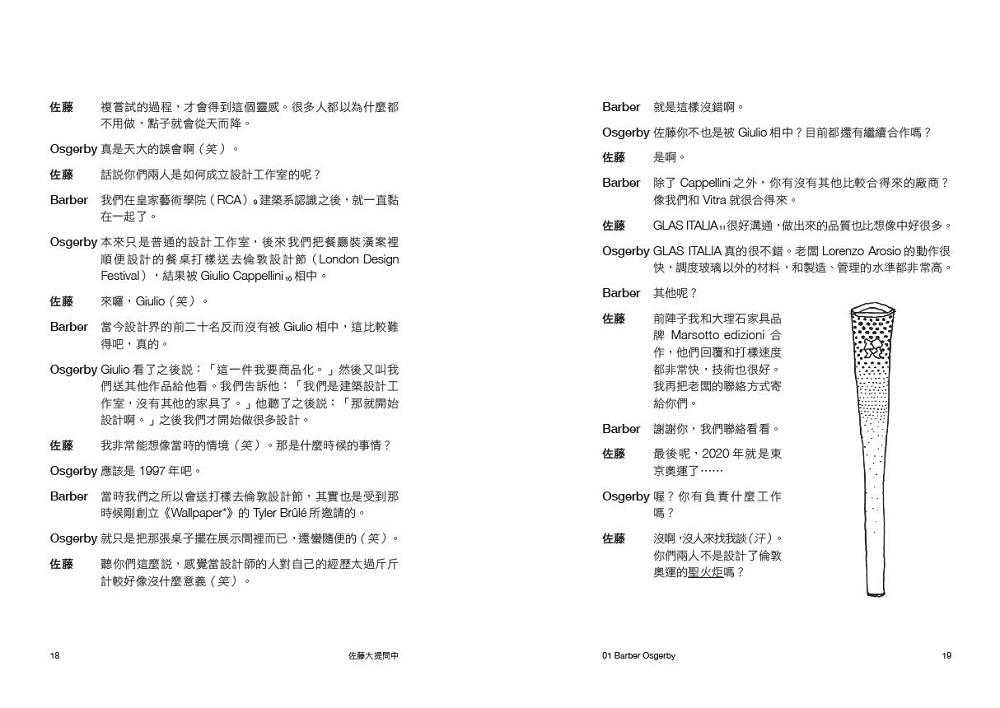 佐藤 複嘗試的過程，才會得到這個靈感。很多人都以為什麼都
不用做，點子就會從天而降。
Osgerby 真是天大的誤會啊（笑）。
佐藤 話説你們兩人是如何成立設計工作室的呢？
Barber 我們在皇家藝術學院（RCA）9建築系認識之後，就一直黏
在一起了。
Osgerby 本來只是普通的設計工作室，後來我們把餐廳裝潢案裡
順便設計的餐桌打樣送去倫敦設計節（London Design
Festival），結果被 Giulio Cappellini 10 相中。
佐藤 來囉，Giulio（笑）。
Barber 當今設計界的前二十名反而沒有被 Giulio 相中，這比較難
得吧，真的。
Osgerby Giulio 看了之後説：「這一件我要商品化。」然後又叫我
們送其他作品給他看。我們告訴他：「我們是建築設計工
作室，沒有其他的家具了。」他聽了之後説：「那就開始
設計啊。」之後我們才開始做很多設計。
佐藤 我非常能想像當時的情境（笑）。那是什麼時候的事情？
Osgerby 應該是 1997 年吧。
Barber 當時我們之所以會送打樣去倫敦設計節，其實也是受到那
時候剛創立《Wallpaper*》的 Tyler Brûlé 所邀請的。
Osgerby 就只是把那張桌子擺在展示間裡而已，還蠻隨便的（笑）。
佐藤 聽你們這麼説，感覺當設計師的人對自己的經歷太過斤斤
計較好像沒什麼意義（笑）。
18 佐藤大提問中
Barber 就是這樣沒錯啊。
Osgerby 佐藤你不也是被 Giulio 相中？目前都還有繼續合作嗎？
佐藤 是啊。
Barber 除了 Cappellini 之外，你有沒有其他比較合得來的廠商？
像我們和 Vitra 就很合得來。
佐藤 GLAS ITALIA 11 很好溝通，做出來的品質也比想像中好很多。
Osgerby GLAS ITALIA 真的很不錯。老闆 Lorenzo Arosio 的動作很
快，調度玻璃以外的材料，和製造、管理的水準都非常高。
Barber 其他呢？
佐藤 前陣子我和大理石家具品
牌 Marsotto edizioni 合
作，他們回覆和打樣速度
都非常快，技術也很好。
我再把老闆的聯絡方式寄
給你們。
Barber 謝謝你，我們聯絡看看。
佐藤 最後呢，2020 年就是東
京奧運了⋯⋯
Osgerby 喔？你有負責什麼工作
嗎？
佐藤 沒啊，沒人來找我談（汗）。
你們兩人不是設計了倫敦
奧運的聖火炬嗎？
01 Barber Osgerby 19